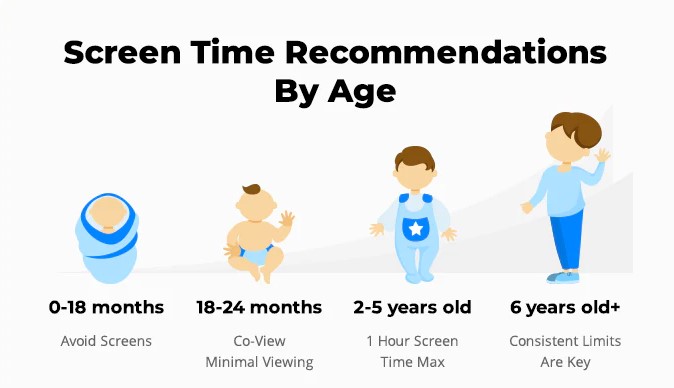 Screen Time Recommendations
By Age
0-18 months
Avoid Screens
18-24 months
Co-View
Minimal Viewing
2-5 years old
1 Hour Screen
Time Max
6 years old+
Consistent Limits
Are Key